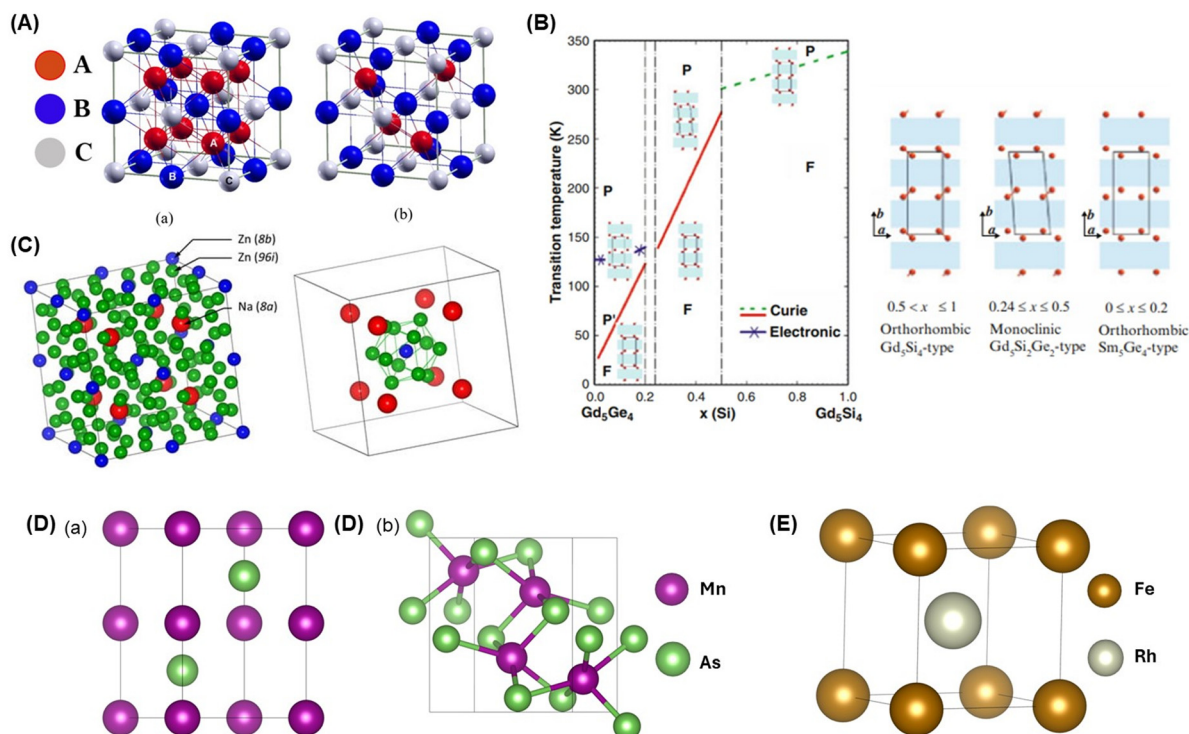 (A)
A
B
C
A
B
C
(a)
(b)
(B)
Transition temperature (K)
350
300
250
200
150
100
50
0
P
P
P
P'
F
F
F
Curie
Electronic
0.0
0.2
0.4
0.6
0.8
1.0
Gd5Ge4
x (Si)
Gd5Si4
b
a
b
a
b
a
0.5 < x ≤ 1
Orthorhombic
Gd5Si4-type
0.24 ≤ x ≤ 0.5
Monoclinic
Gd5Si2Ge2-type
0 ≤ x ≤ 0.2
Orthorhombic
Sm5Ge4-type
(C)
Zn (8b)
Zn (96i)
Na (8a)
(D) (a)
(D) (b)
Mn
As
(E)
Fe
Rh